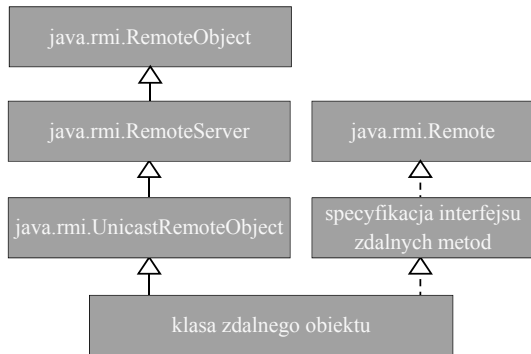 java.rmi.RemoteObject
java.rmi.RemoteServer
java.rmi.Remote
java.rmi.UnicastRemoteObject
specyfikacja interfejsu
zdalnych metod
klasa zdalnego obiektu